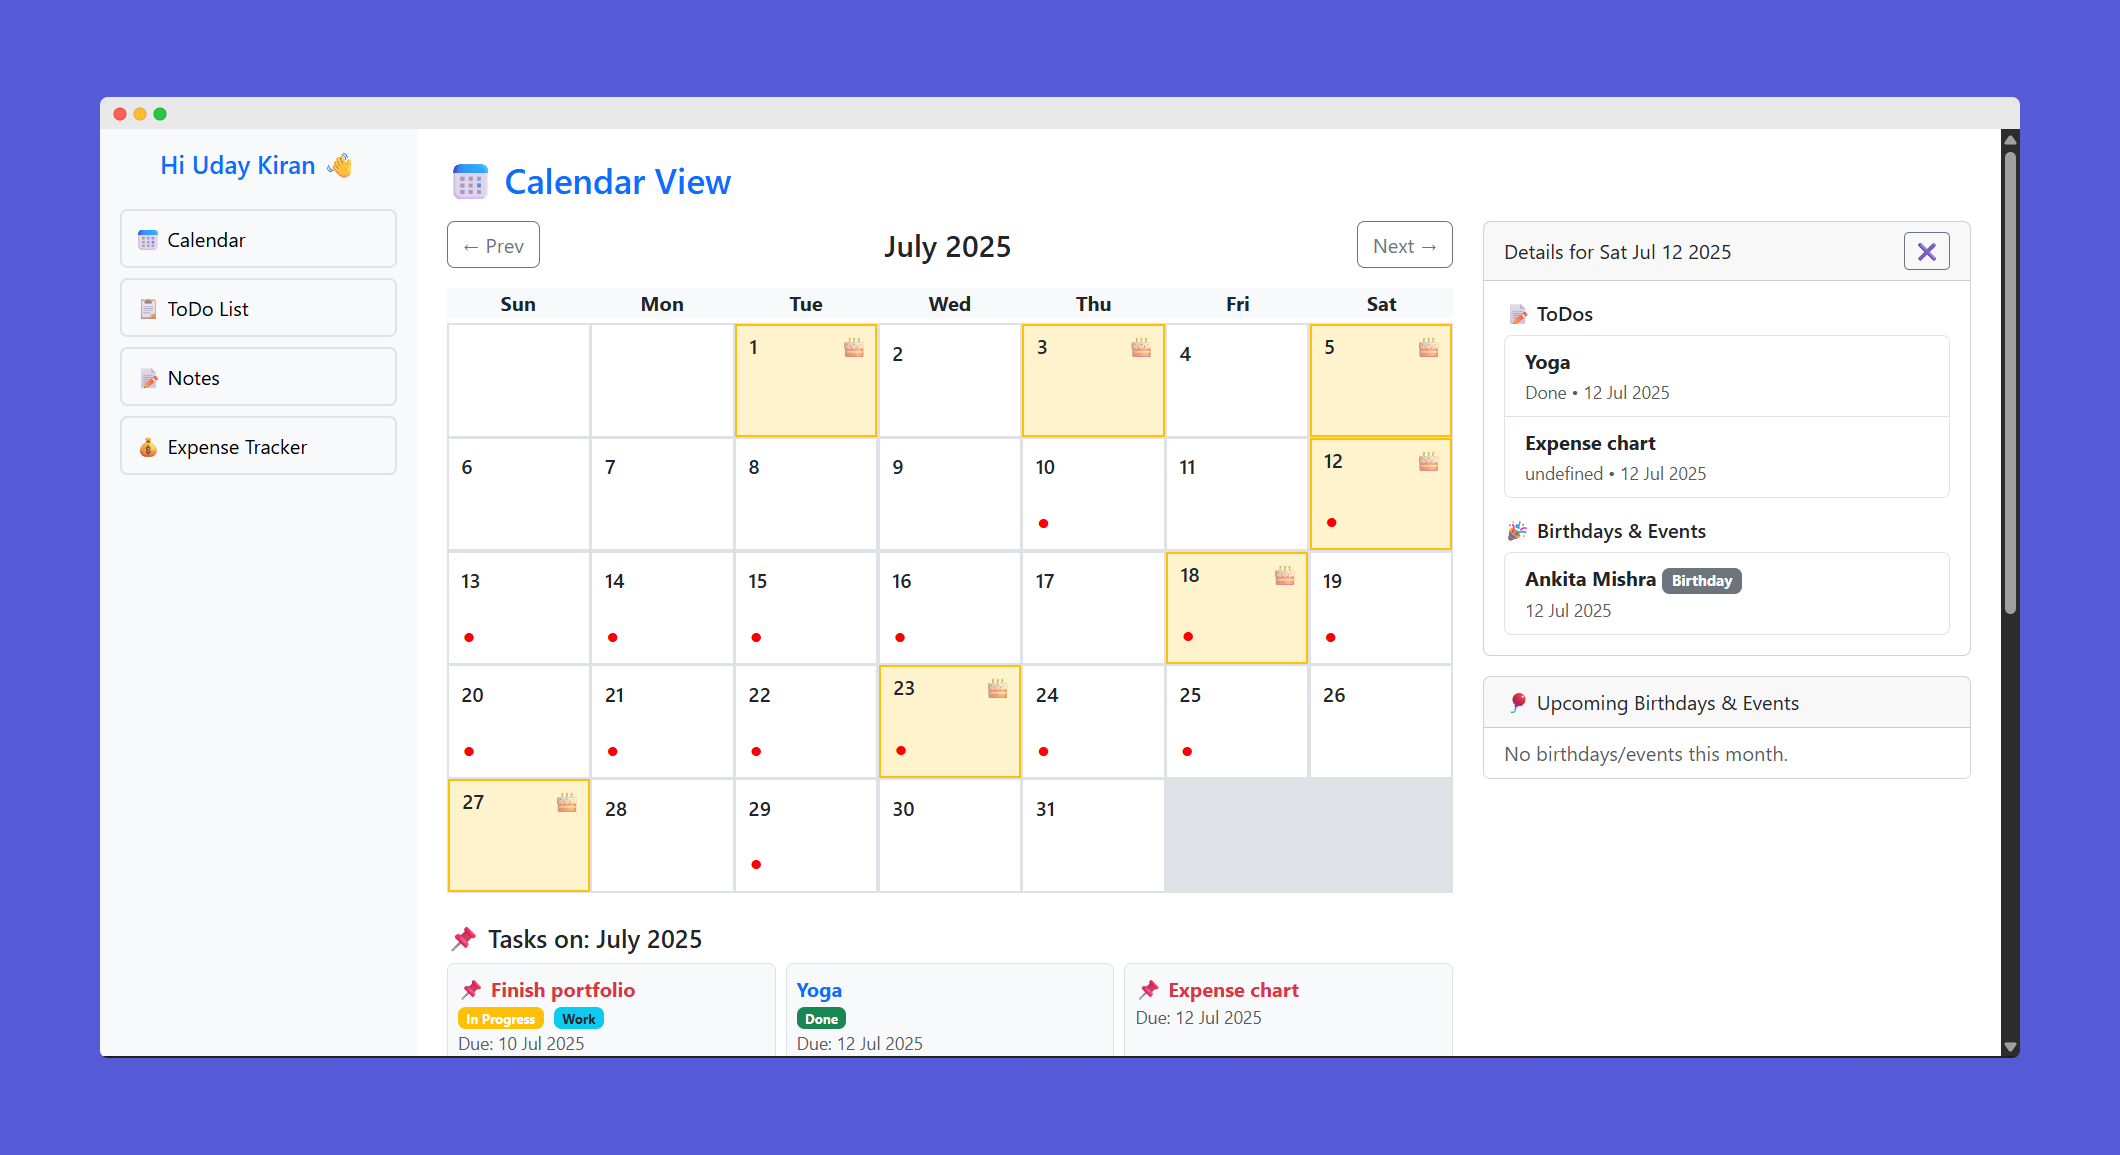 Hi Uday Kiran 👋
Calendar
ToDo List
Notes
Expense Tracker
Calendar View
← Prev
July 2025
Next →
Sun Mon Tue Wed Thu Fri Sat
1 2 3 4 5
6 7 8 9 10 11 12
13 14 15 16 17 18 19
20 21 22 23 24 25 26
27 28 29 30 31
Tasks on: July 2025
Finish portfolio
In Progress Work
Due: 10 Jul 2025
Yoga
Done
Due: 12 Jul 2025
Expense chart
Due: 12 Jul 2025
Details for Sat Jul 12 2025
ToDos
Yoga
Done • 12 Jul 2025
Expense chart
undefined • 12 Jul 2025
Birthdays & Events
Ankita Mishra Birthday
12 Jul 2025
Upcoming Birthdays & Events
No birthdays/events this month.